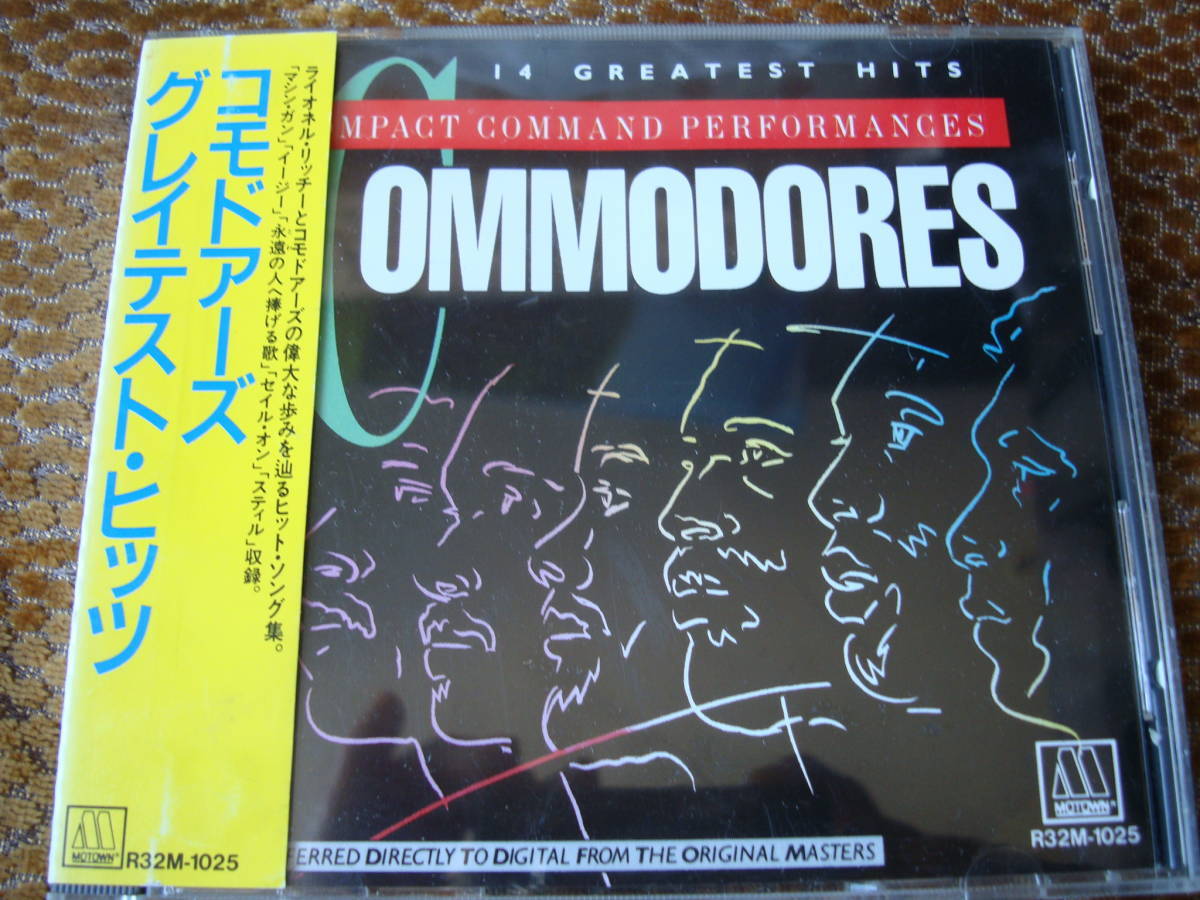 コモドアーズ
グレイテスト・ヒッツ
ライオネル・リッチーとコモドアーズの偉大な歩みを辿るヒット・ソング集。
「マシン・ガン」「イージー」「永遠の人へ捧げる歌」「セイル・オン」「スティル」収録。
MOTOWN
R32M-1025
14 GREATEST HITS
MPACT COMMAND PERFORMANCES
COMMODORES
MOTOWN
R32M-1025
FERRED DIRECTLY TO DIGITAL FROM THE ORIGINAL MASTERS